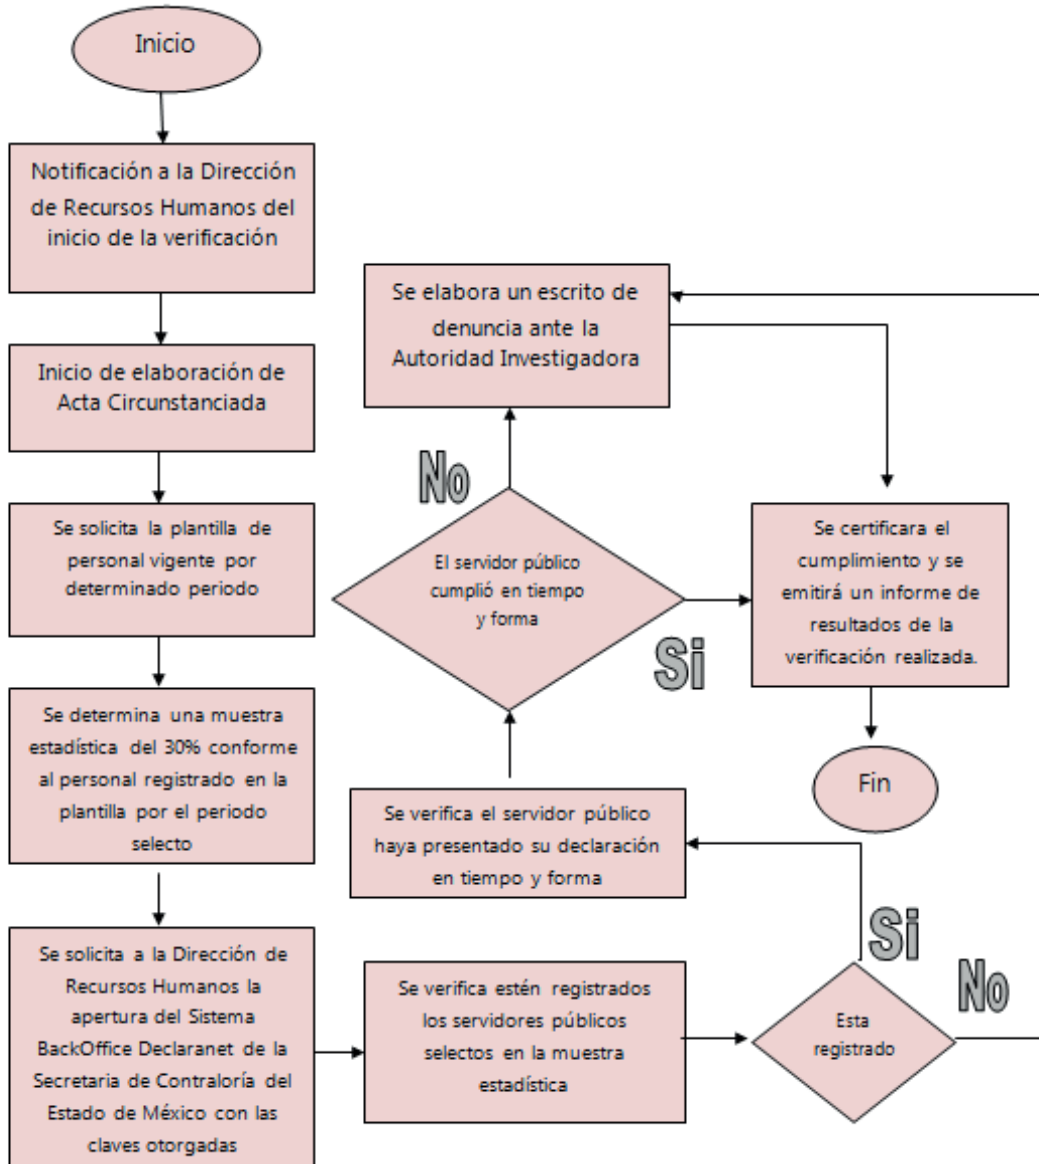 Inicio
Notificación a la Dirección
de Recursos Humanos del
inicio de la verificación
Inicio de elaboración de
Acta Circunstanciada
Se solicita la plantilla de
personal vigente por
determinado periodo
Se determina una muestra
estadística del 30% conforme
al personal registrado en la
plantilla por el periodo
selecto
Se solicita a la Dirección de
Recursos Humanos la
apertura del Sistema
BackOffice Declaranet de la
Secretaria de Contraloría del
Estado de México con las
claves otorgadas
Se verifica estén registrados
los servidores públicos
selectos en la muestra
estadística
Esta
registrado
Si
No
Se verifica el servidor público
haya presentado su declaración
en tiempo y forma
El servidor público
cumplió en tiempo
y forma
No
Si
Se elabora un escrito de
denuncia ante la
Autoridad Investigadora
Se certificara el
cumplimiento y se
emitirá un informe de
resultados de la
verificación realizada.
Fin